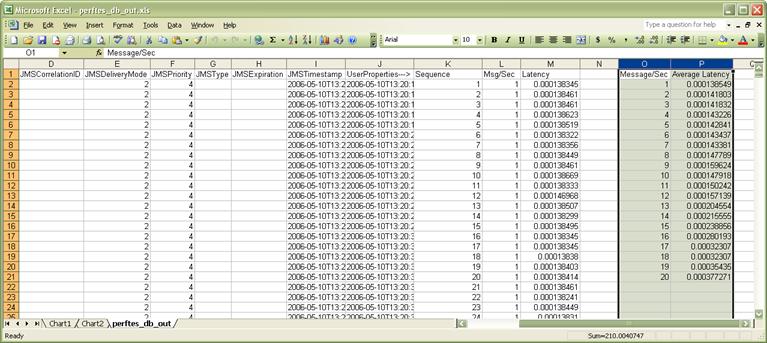 Microsoft Excel - perftes_db_out.xls
File Edit View Insert Format Tools Data Window Help Type a question for help
Arial 10 B I U
O1 Message/Sec
D E F G H I J K L M N O P
1 JMSCorrelationID JMSDeliveryMode JMSPriority JMSType JMSExpiration JMSTimestamp UserProperties---> Sequence Msg/Sec Latency Message/Sec Average Latency
2 2 4 2006-05-10T13:2 2006-05-10T13:20:1 1 1 0.000138345 1 0.000138549
3 2 4 2006-05-10T13:2 2006-05-10T13:20:1 2 1 0.000138461 2 0.000141803
4 2 4 2006-05-10T13:2 2006-05-10T13:20:1 3 1 0.000138461 3 0.000141832
5 2 4 2006-05-10T13:2 2006-05-10T13:20:1 4 1 0.000138623 4 0.000143226
6 2 4 2006-05-10T13:2 2006-05-10T13:20:1 5 1 0.000138519 5 0.000142841
7 2 4 2006-05-10T13:2 2006-05-10T13:20:2 6 1 0.000138322 6 0.000143437
8 2 4 2006-05-10T13:2 2006-05-10T13:20:2 7 1 0.000138356 7 0.000143381
9 2 4 2006-05-10T13:2 2006-05-10T13:20:2 8 1 0.000138449 8 0.000147789
10 2 4 2006-05-10T13:2 2006-05-10T13:20:2 9 1 0.000138461 9 0.000159624
11 2 4 2006-05-10T13:2 2006-05-10T13:20:2 10 1 0.000138669 10 0.000147918
12 2 4 2006-05-10T13:2 2006-05-10T13:20:2 11 1 0.000138333 11 0.000150242
13 2 4 2006-05-10T13:2 2006-05-10T13:20:2 12 1 0.000146968 12 0.000157139
14 2 4 2006-05-10T13:2 2006-05-10T13:20:2 13 1 0.000138507 13 0.000204554
15 2 4 2006-05-10T13:2 2006-05-10T13:20:2 14 1 0.000138299 14 0.000215555
16 2 4 2006-05-10T13:2 2006-05-10T13:20:2 15 1 0.000138495 15 0.000238856
17 2 4 2006-05-10T13:2 2006-05-10T13:20:3 16 1 0.000138345 16 0.000280193
18 2 4 2006-05-10T13:2 2006-05-10T13:20:3 17 1 0.000138345 17 0.00032307
19 2 4 2006-05-10T13:2 2006-05-10T13:20:3 18 1 0.00013838 18 0.00032307
20 2 4 2006-05-10T13:2 2006-05-10T13:20:3 19 1 0.000138403 19 0.00035435
21 2 4 2006-05-10T13:2 2006-05-10T13:20:3 20 1 0.000138414 20 0.000377271
22 2 4 2006-05-10T13:2 2006-05-10T13:20:3 21 1 0.000138461
23 2 4 2006-05-10T13:2 2006-05-10T13:20:3 22 1 0.000138241
24 2 4 2006-05-10T13:2 2006-05-10T13:20:3 23 1 0.000138449
Chart1 Chart2 perftes_db_out
Ready Sum=210.0040747